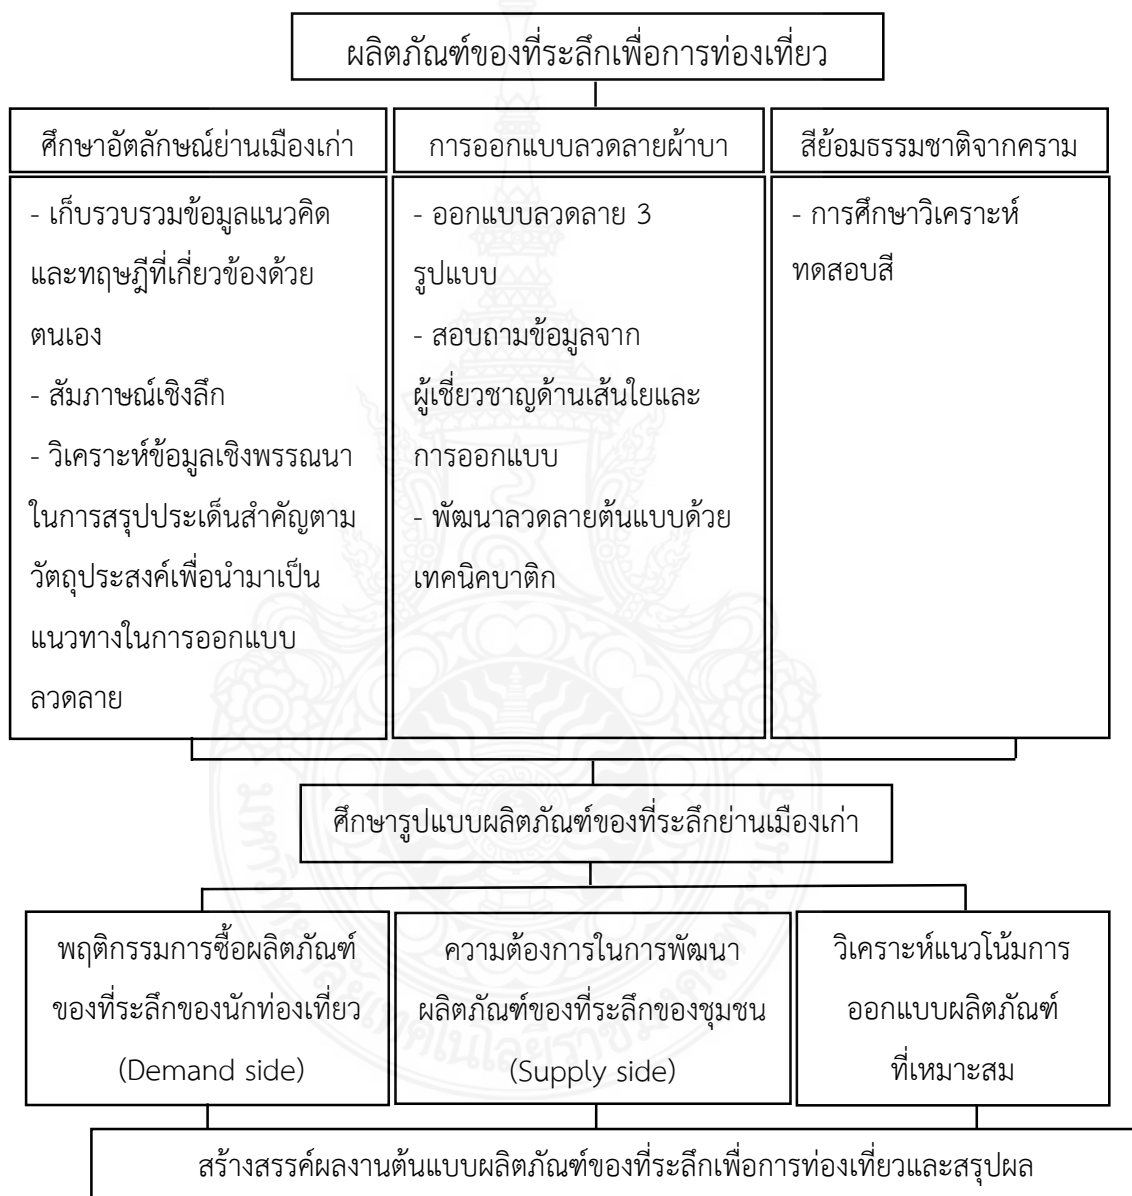 ผลิตภัณฑ์ของที่ระลึกเพื่อการท่องเที่ยว
ศึกษาอัตลักษณ์ย่านเมืองเก่า
- เก็บรวบรวมข้อมูลแนวคิด
และทฤษฎีที่เกี่ยวข้องด้วย
ตนเอง
- สัมภาษณ์เชิงลึก
- วิเคราะห์ข้อมูลเชิงพรรณนา
ในการสรุปประเด็นสำคัญตาม
วัตถุประสงค์เพื่อนำมาเป็น
แนวทางในการออกแบบ
ลวดลาย
การออกแบบลวดลายผ้าบา
- ออกแบบลวดลาย 3
รูปแบบ
- สอบถามข้อมูลจาก
ผู้เชี่ยวชาญด้านเส้นใยและ
การออกแบบ
- พัฒนาลวดลายต้นแบบด้วย
เทคนิคบาติก
สีย้อมธรรมชาติจากคราม
- การศึกษาวิเคราะห์
ทดสอบสี
ศึกษารูปแบบผลิตภัณฑ์ของที่ระลึกย่านเมืองเก่า
พฤติกรรมการซื้อผลิตภัณฑ์
ของที่ระลึกของนักท่องเที่ยว
(Demand side)
ความต้องการในการพัฒนา
ผลิตภัณฑ์ของที่ระลึกของชุมชน
(Supply side)
วิเคราะห์แนวโน้มการ
ออกแบบผลิตภัณฑ์
ที่เหมาะสม
สร้างสรรค์ผลงานต้นแบบผลิตภัณฑ์ของที่ระลึกเพื่อการท่องเที่ยวและสรุปผล